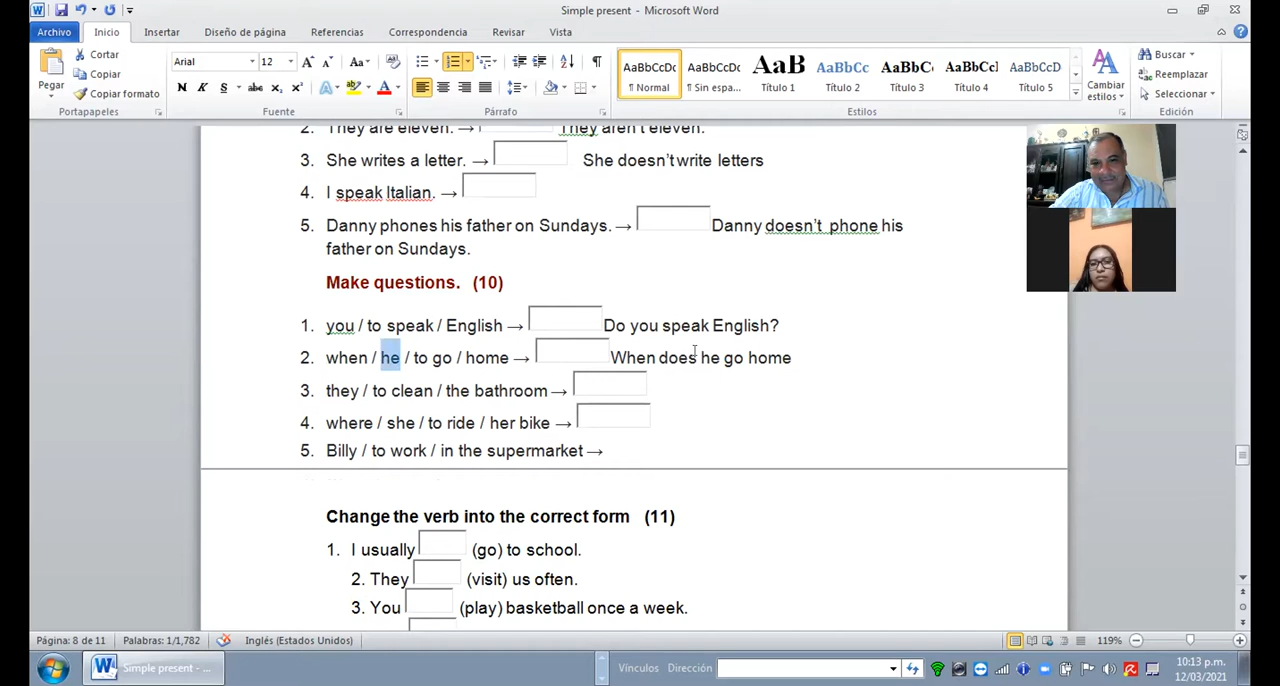 Simple present - Microsoft Word
Archivo Inicio Insertar Diseño de página Referencias Correspondencia Revisar Vista
Pegar
Cortar
Copiar
Copiar formato
Portapapeles
Arial 12
Fuente
Párrafo
AaBbCcDc AaBbCcDc AaB AaBbCc AaBbC AaBbCcI AaBbCcD
¶ Normal ¶ Sin espa... Título 1 Título 2 Título 3 Título 4 Título 5
Estilos
Cambiar estilos
Buscar
Reemplazar
Seleccionar
Edición
2. They are eleven. → They aren't eleven.
3. She writes a letter. → She doesn't write letters
4. I speak Italian. →
5. Danny phones his father on Sundays. → Danny doesn't phone his
father on Sundays.
Make questions. (10)
1. you / to speak / English → Do you speak English?
2. when / he / to go / home → When does he go home
3. they / to clean / the bathroom →
4. where / she / to ride / her bike →
5. Billy / to work / in the supermarket →
Change the verb into the correct form (11)
1. I usually (go) to school.
2. They (visit) us often.
3. You (play) basketball once a week.
Página: 8 de 11 Palabras: 1/1,782 Inglés (Estados Unidos) 119%
Simple present - ...
Vínculos Dirección
10:13 p.m.
12/03/2021